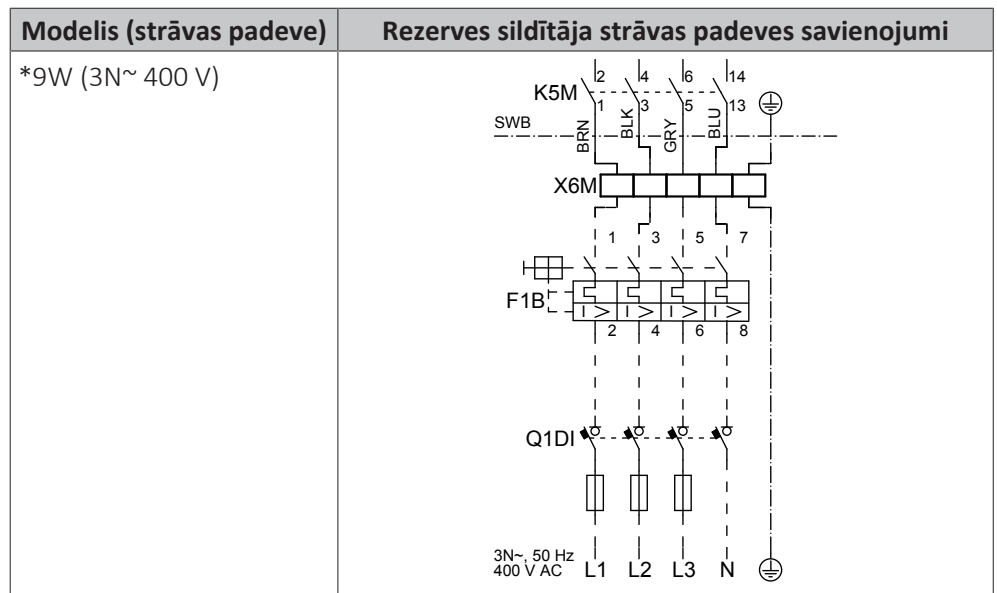 Modelis (strāvas padeve) Rezerves sildītāja strāvas padeves savienojumi
*9W (3N~ 400 V)
2 4 6 14
K5M
1 3 5 13
SWB
BRN BLK GRY BLU
X6M
1 3 5 7
F1B
I > I > I > I >
2 4 6 8
Q1DI
3N~, 50 Hz
400 V AC
L1 L2 L3 N